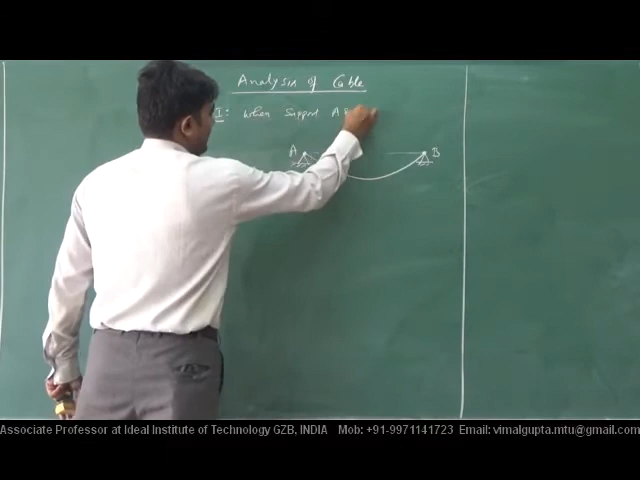 Analysis of Cable
I: When Support A
A B
Associate Professor at Ideal Institute of Technology GZB, INDIA Mob: +91-9971141723 Email: vimalgupta.mtu@gmail.com